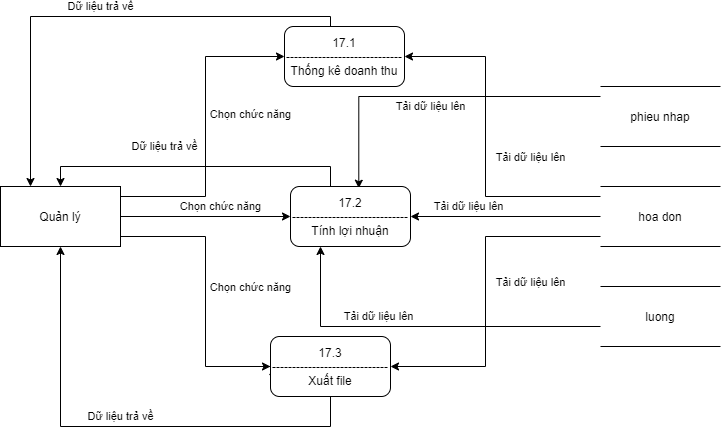 Dữ liệu trả về
17.1
Thống kê doanh thu
Chọn chức năng
Tải dữ liệu lên
phieu nhap
Dữ liệu trả về
Tải dữ liệu lên
Quản lý
Chọn chức năng
17.2
Tính lợi nhuận
Tải dữ liệu lên
hoa don
Chọn chức năng
Tải dữ liệu lên
Tải dữ liệu lên
luong
17.3
Xuất file
Dữ liệu trả về